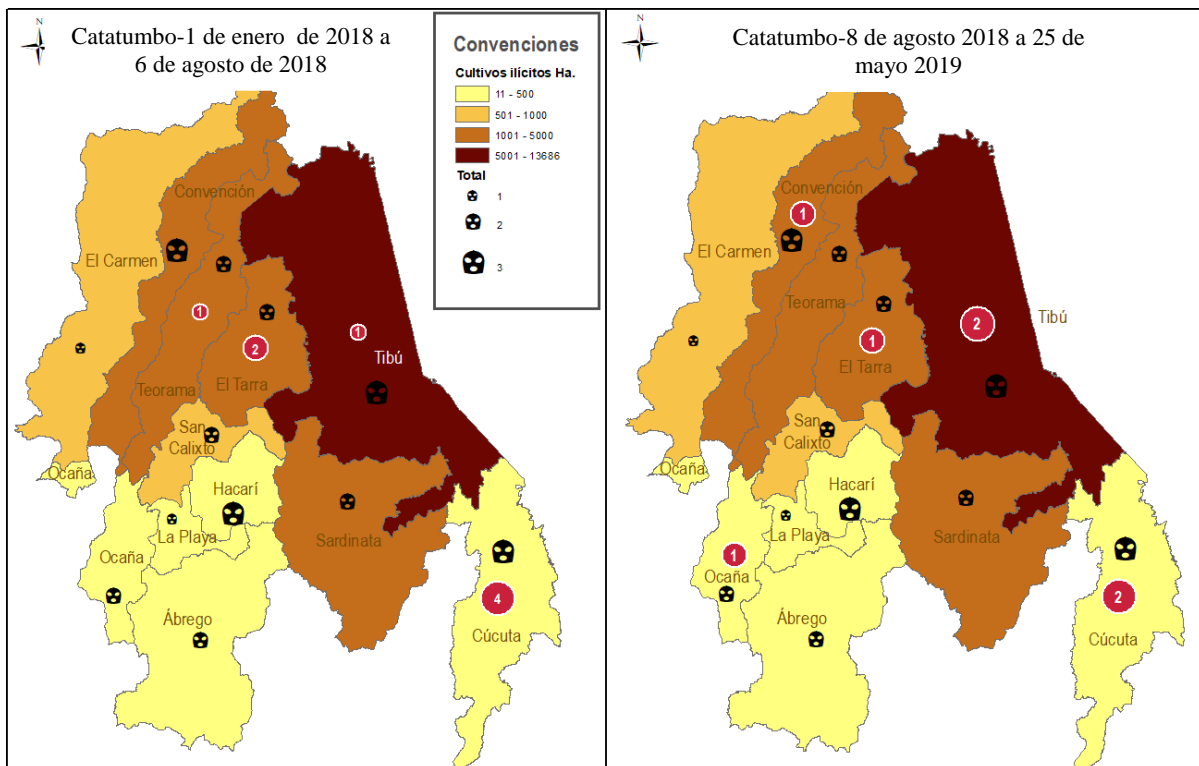 N
Catatumbo-1 de enero de 2018 a
6 de agosto de 2018
Convención
El Carmen
1
1
2
Tibú
El Tarra
Teorama
San
Calixto
Ocaña
Hacarí
La Playa
Sardinata
Ocaña
4
Ábrego
Cúcuta
Convenciones
Cultivos ilícitos Ha.
11 - 500
501 - 1000
1001 - 5000
5001 - 13686
Total
1
2
3
N
Catatumbo-8 de agosto 2018 a 25 de
mayo 2019
Convención
1
El Carmen
Teorama
2
Tibú
1
El Tarra
San
Calixto
Ocaña
Hacarí
La Playa
Sardinata
1
Ocaña
2
Ábrego
Cúcuta